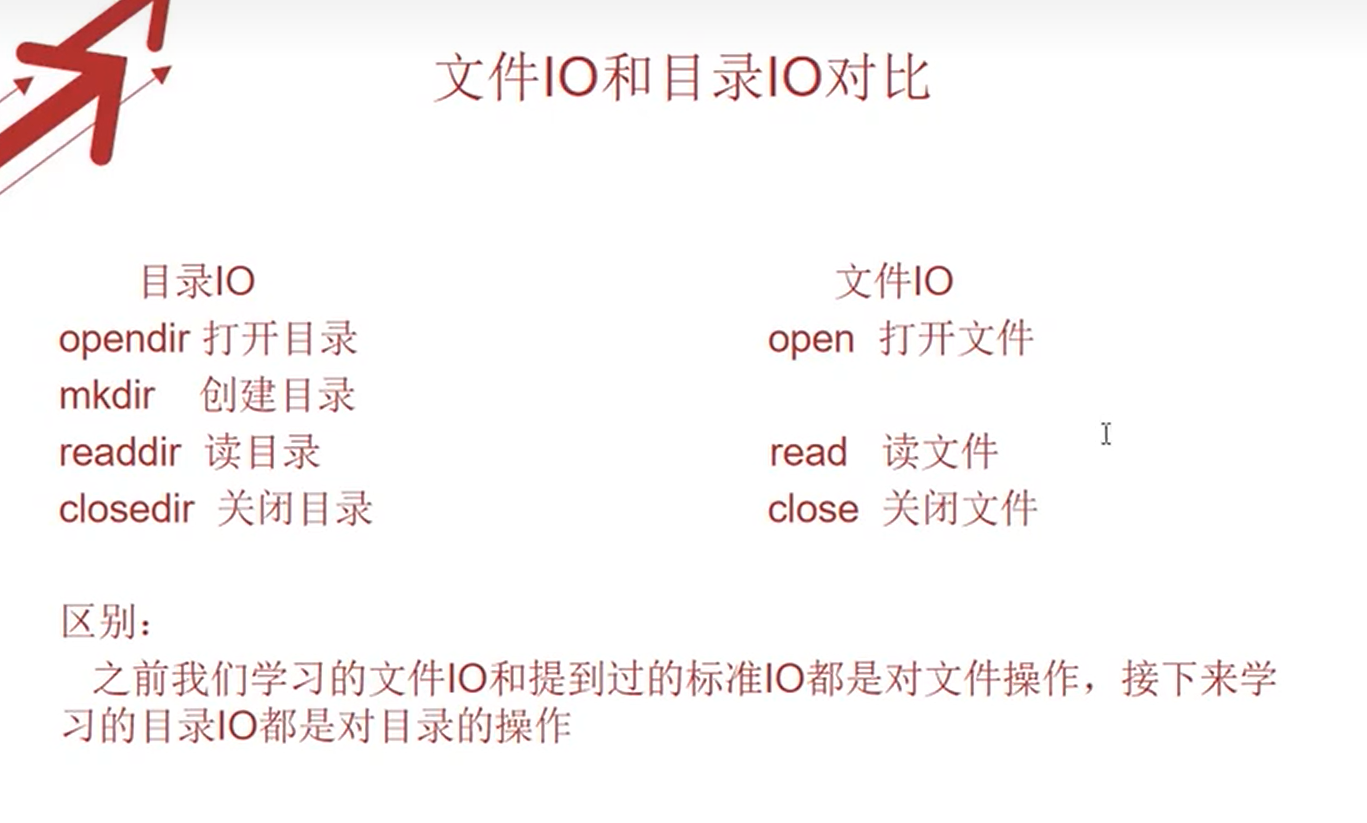 文件IO和目录IO对比
目录IO 文件IO
opendir 打开目录 open 打开文件
mkdir 创建目录
readdir 读目录 read 读文件
closedir 关闭目录 close 关闭文件
区别：
之前我们学习的文件IO和提到过的标准IO都是对文件操作，接下来学
习的目录IO都是对目录的操作